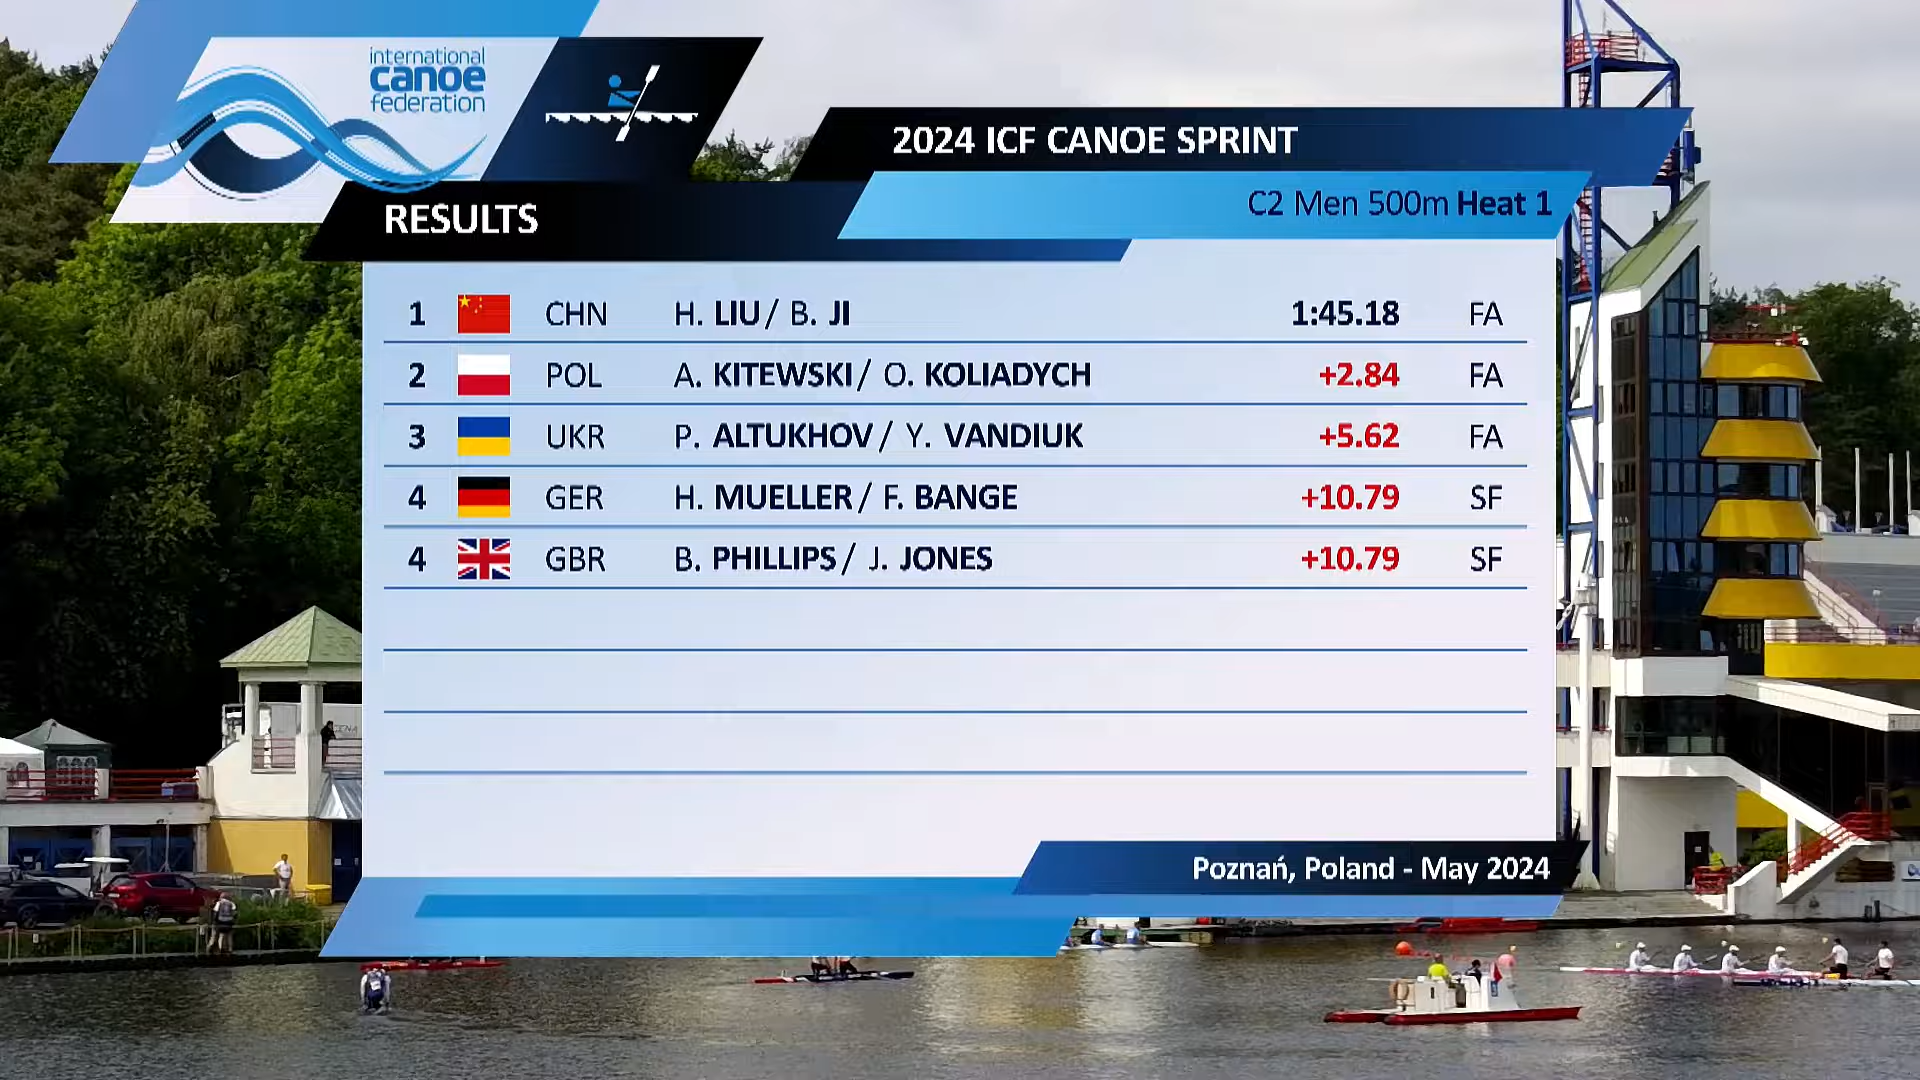 international
canoe
federation
2024 ICF CANOE SPRINT
C2 Men 500m Heat 1
RESULTS
1 CHN H. LIU / B. JI 1:45.18 FA
2 POL A. KITEWSKI / O. KOLIADYCH +2.84 FA
3 UKR P. ALTUKHOV / Y. VANDIUK +5.62 FA
4 GER H. MUELLER / F. BANGE +10.79 SF
4 GBR B. PHILLIPS / J. JONES +10.79 SF
Poznań, Poland - May 2024